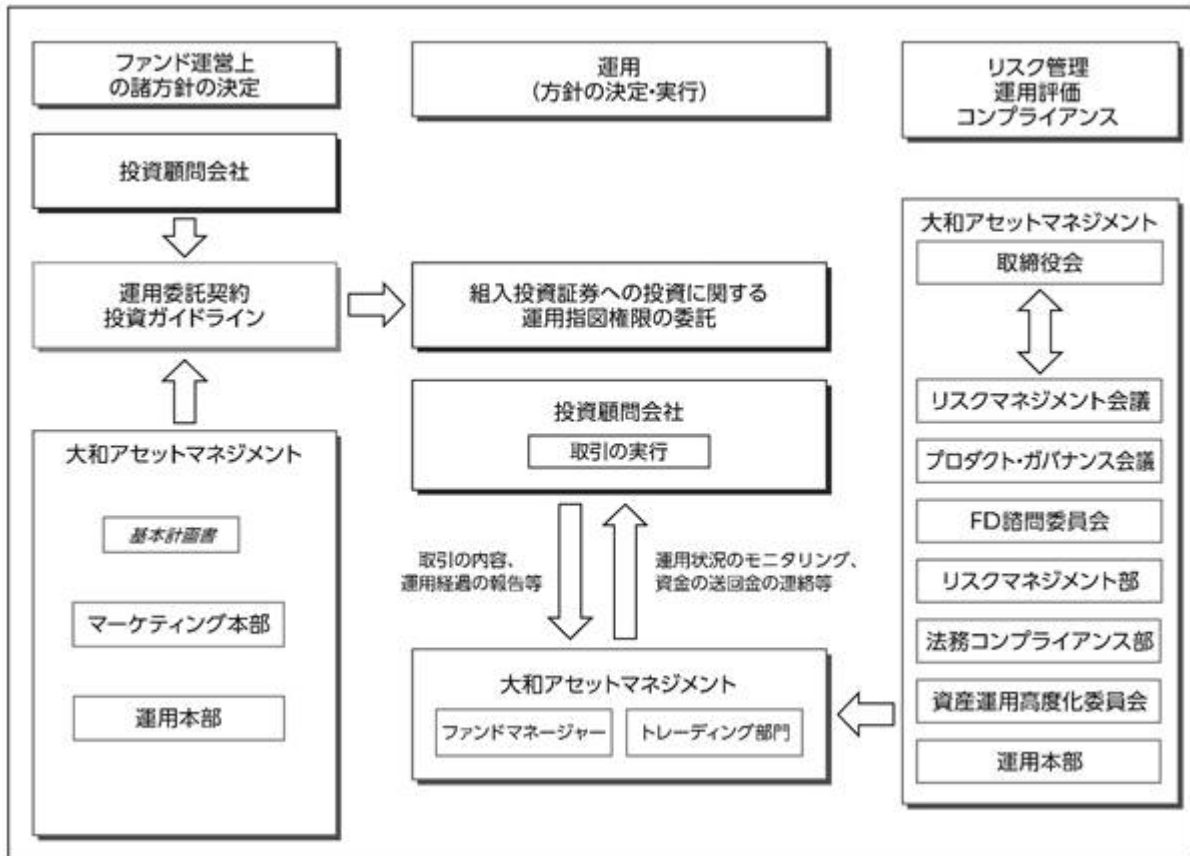 ファンド運営上
の諸方針の決定
運用
(方針の決定・実行)
リスク管理
運用評価
コンプライアンス
投資顧問会社
運用委託契約
投資ガイドライン
組入投資証券への投資に関する
運用指図権限の委託
投資顧問会社
取引の実行
大和アセットマネジメント
基本計画書
マーケティング本部
運用本部
取引の内容、
運用経過の報告等
運用状況のモニタリング、
資金の送回金の連絡等
大和アセットマネジメント
ファンドマネージャー
トレーディング部門
大和アセットマネジメント
取締役会
リスクマネジメント会議
プロダクト・ガバナンス会議
FD諮問委員会
リスクマネジメント部
法務コンプライアンス部
資産運用高度化委員会
運用本部